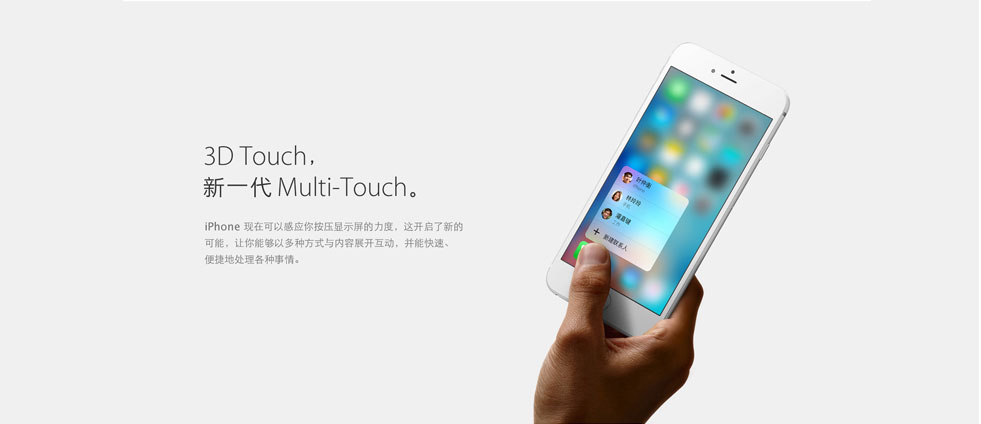 3D Touch，
新一代 Multi-Touch。
iPhone 现在可以感应你按压显示屏的力度，这开启了新的
可能，让你能够以多种方式与内容展开互动，并能快速、
便捷地处理各种事情。
新建联系人